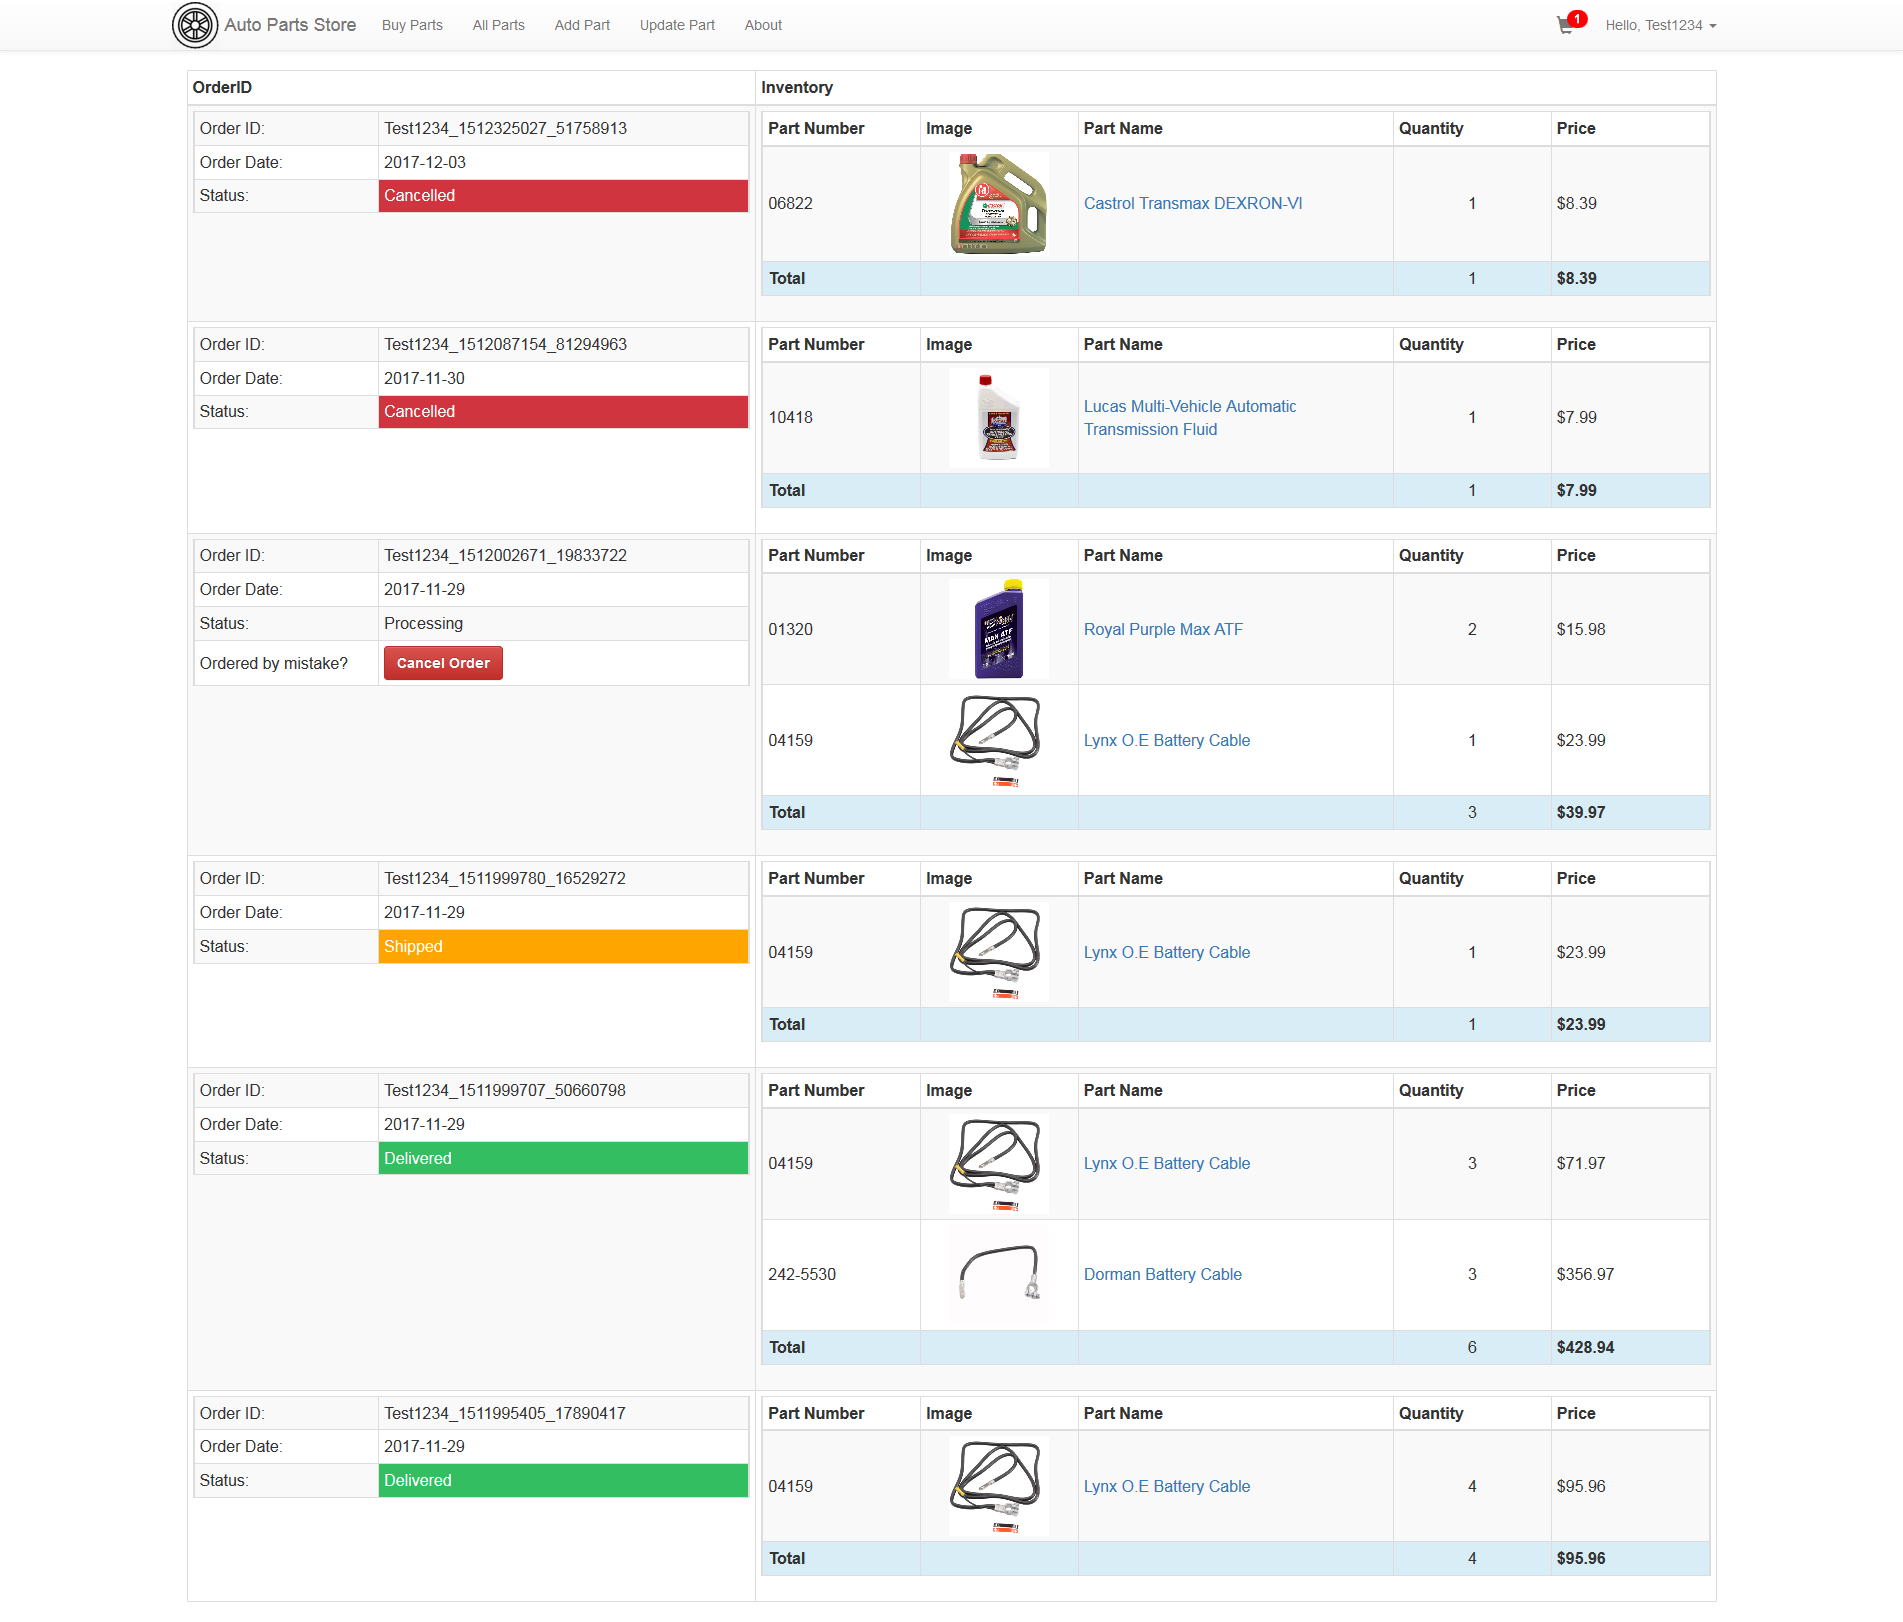 Auto Parts Store Buy Parts All Parts Add Part Update Part About 1 Hello, Test1234
OrderID Inventory
Order ID: Test1234_1512325027_51758913
Order Date: 2017-12-03
Status: Cancelled
Part Number Image Part Name Quantity Price
06822 Castrol Transmax DEXRON-VI 1 $8.39
Total 1 $8.39
Order ID: Test1234_1512087154_81294963
Order Date: 2017-11-30
Status: Cancelled
Part Number Image Part Name Quantity Price
10418 Lucas Multi-Vehicle Automatic
Transmission Fluid 1 $7.99
Total 1 $7.99
Order ID: Test1234_1512002671_19833722
Order Date: 2017-11-29
Status: Processing
Ordered by mistake? Cancel Order
Part Number Image Part Name Quantity Price
01320 MAX ATF Royal Purple Max ATF 2 $15.98
04159 Lynx O.E Battery Cable 1 $23.99
Total 3 $39.97
Order ID: Test1234_1511999780_16529272
Order Date: 2017-11-29
Status: Shipped
Part Number Image Part Name Quantity Price
04159 Lynx O.E Battery Cable 1 $23.99
Total 1 $23.99
Order ID: Test1234_1511999707_50660798
Order Date: 2017-11-29
Status: Delivered
Part Number Image Part Name Quantity Price
04159 Lynx O.E Battery Cable 3 $71.97
242-5530 Dorman Battery Cable 3 $356.97
Total 6 $428.94
Order ID: Test1234_1511995405_17890417
Order Date: 2017-11-29
Status: Delivered
Part Number Image Part Name Quantity Price
04159 Lynx O.E Battery Cable 4 $95.96
Total 4 $95.96